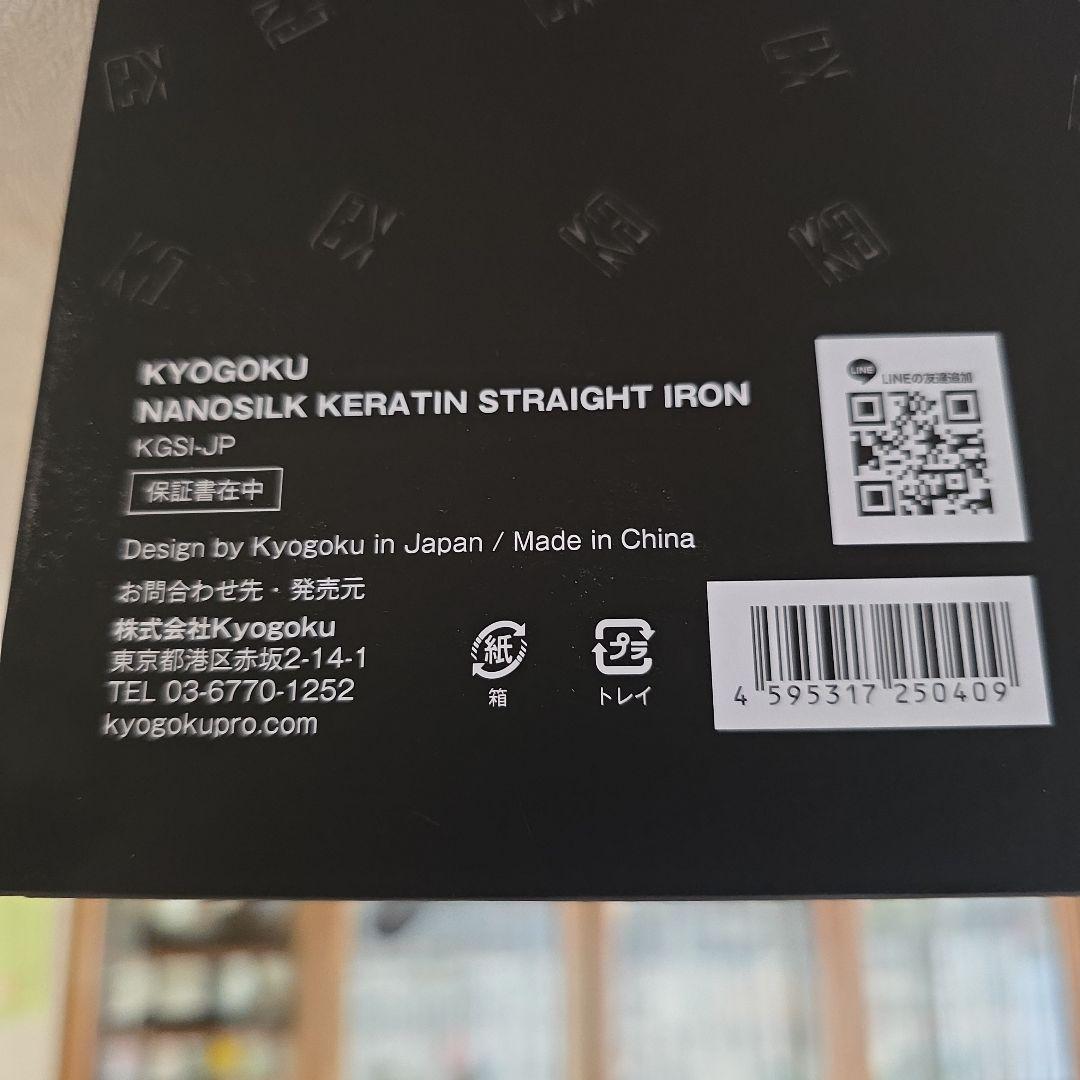 KYOGOKU
NANOSILK KERATIN STRAIGHT IRON
KGSI-JP
保証書在中
Design by Kyogoku in Japan / Made in China
お問合わせ先・発売元
株式会社Kyogoku
東京都港区赤坂2-14-1
TEL 03-6770-1252
kyogokupro.com
紙
箱
プラ
トレイ
LINE
LINEの友達追加
4 595317 250409